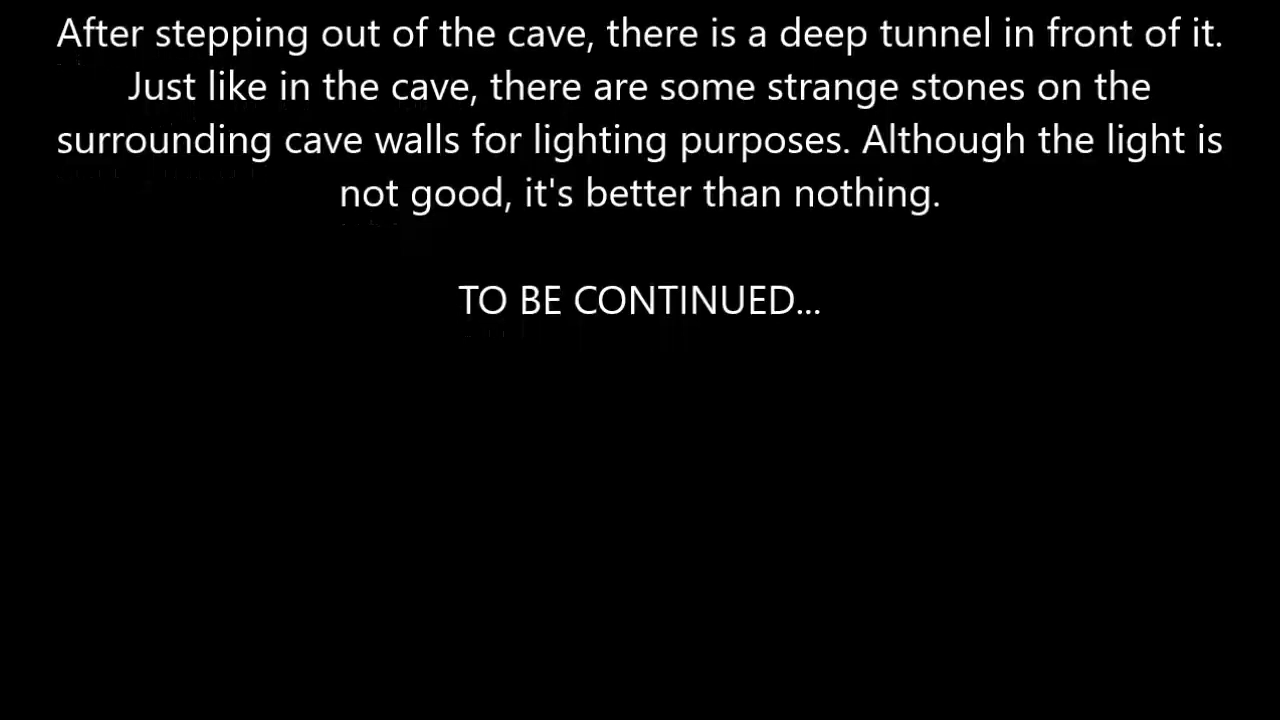 After stepping out of the cave, there is a deep tunnel in front of it.
Just like in the cave, there are some strange stones on the
surrounding cave walls for lighting purposes. Although the light is
not good, it's better than nothing.
TO BE CONTINUED...